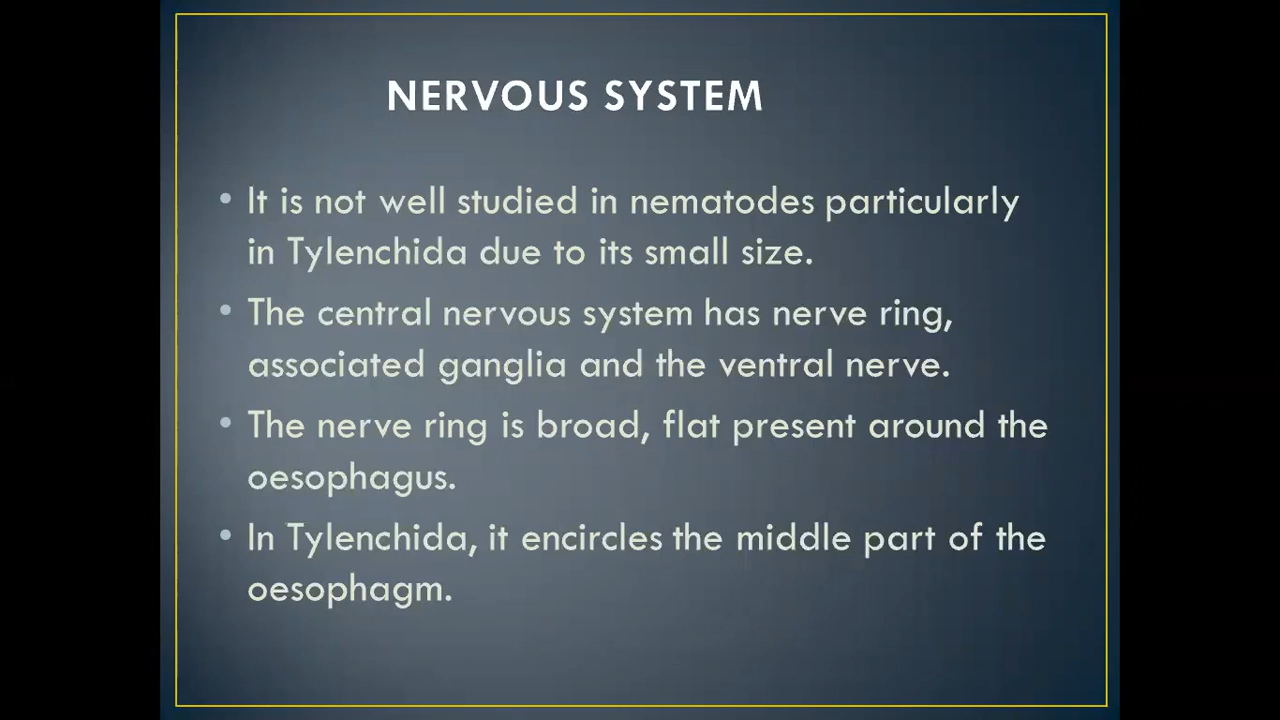 NERVOUS SYSTEM
• It is not well studied in nematodes particularly
in Tylenchida due to its small size.
• The central nervous system has nerve ring,
associated ganglia and the ventral nerve.
• The nerve ring is broad, flat present around the
oesophagus.
• In Tylenchida, it encircles the middle part of the
oesophagm.